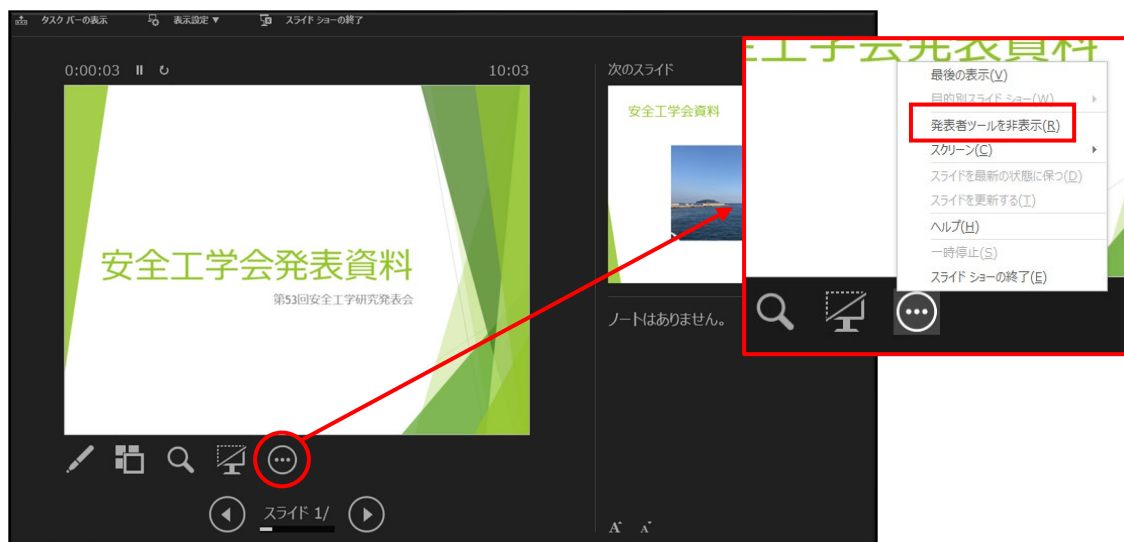 タスク バーの表示
表示設定 ▼
スライド ショーの終了
0:00:03
10:03
次のスライド
安全工学会発表資料
第53回安全工学研究発表会
安全工学会資料
ノートはありません。
スライド 1/
A
A
全工学会発表資料
最後の表示(V)
目的別スライド ショー(W)
発表者ツールを非表示(R)
スクリーン(C)
スライドを最新の状態に保つ(D)
スライドを更新する(T)
ヘルプ(H)
一時停止(S)
スライド ショーの終了(E)